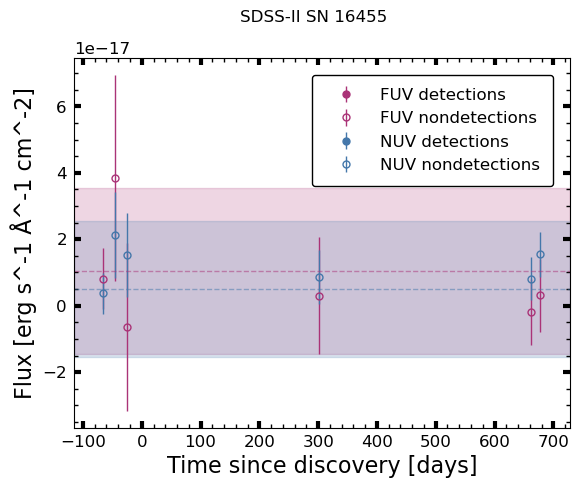 SDSS-II SN 16455
1e−17
FUV detections
FUV nondetections
NUV detections
NUV nondetections
6
4
2
0
−2
Flux [erg s^-1 Å^-1 cm^-2]
−100 0 100 200 300 400 500 600 700
Time since discovery [days]